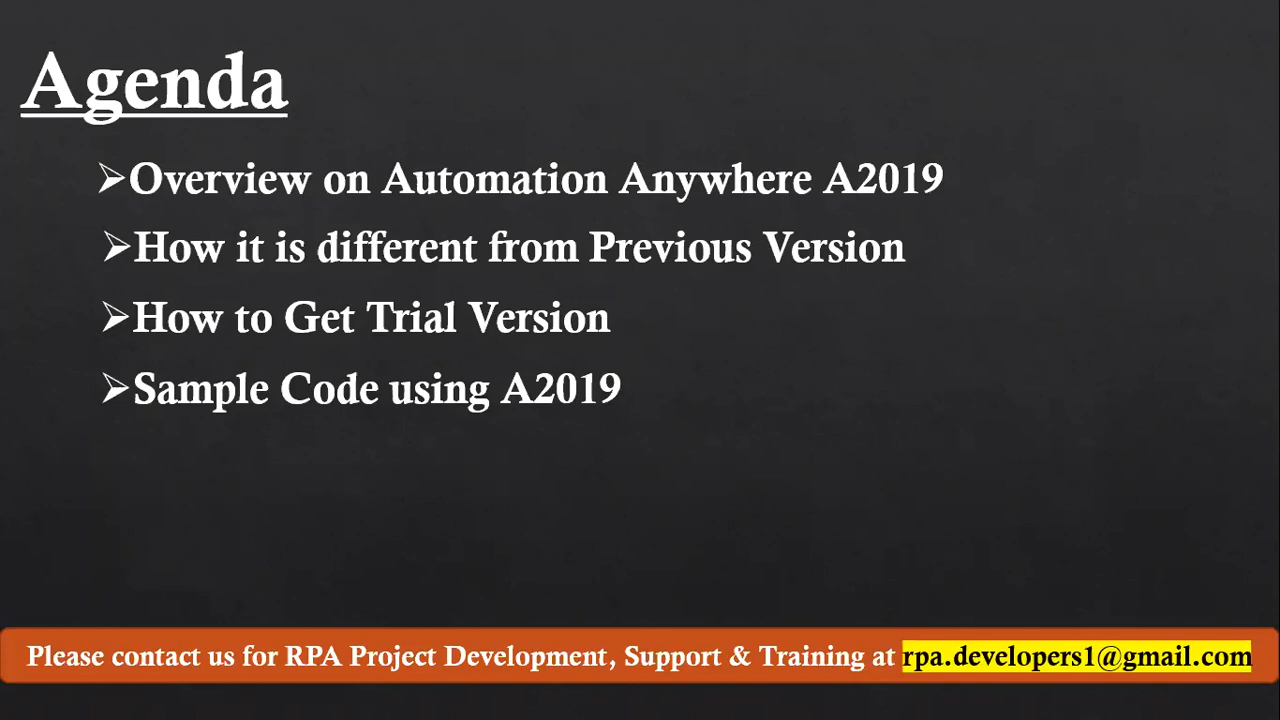 Agenda
➢Overview on Automation Anywhere A2019
➢How it is different from Previous Version
➢How to Get Trial Version
➢Sample Code using A2019
Please contact us for RPA Project Development, Support & Training at rpa.developers1@gmail.com